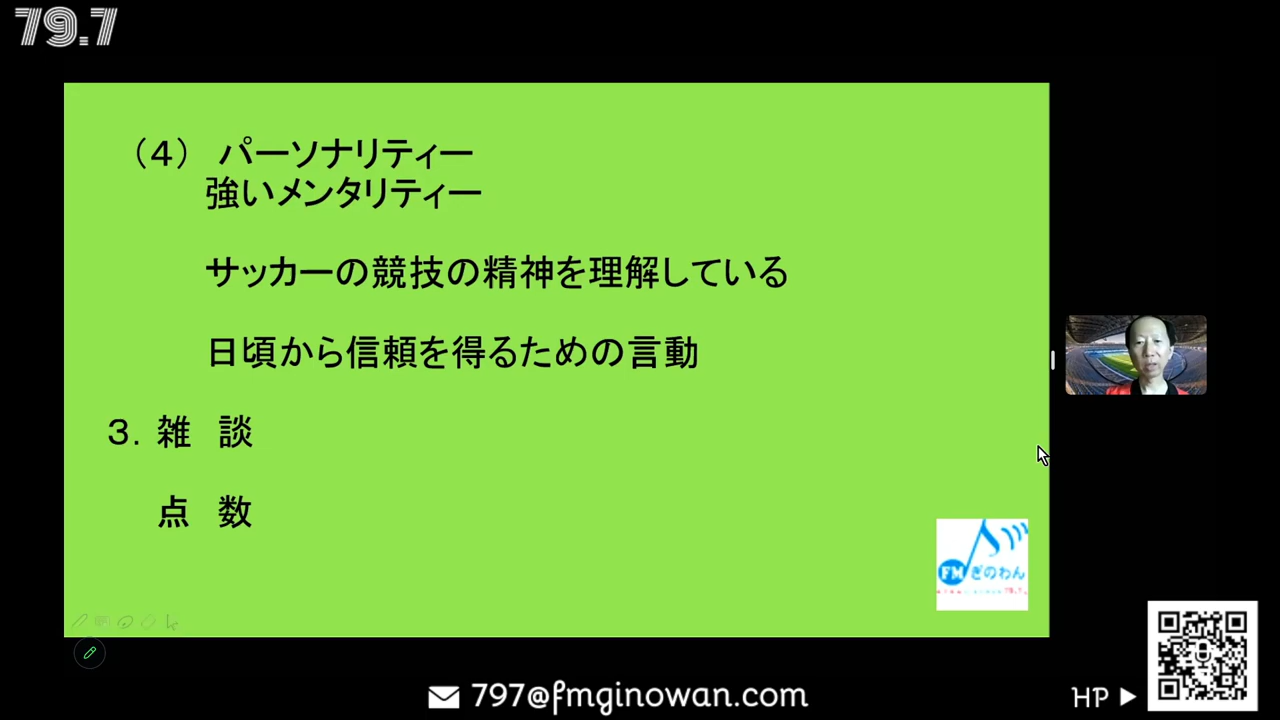 79.7
（4） パーソナリティー
強いメンタリティー
サッカーの競技の精神を理解している
日頃から信頼を得るための言動
3．雑 談
点 数
FMぎのわん
797@fmginowan.com
HP